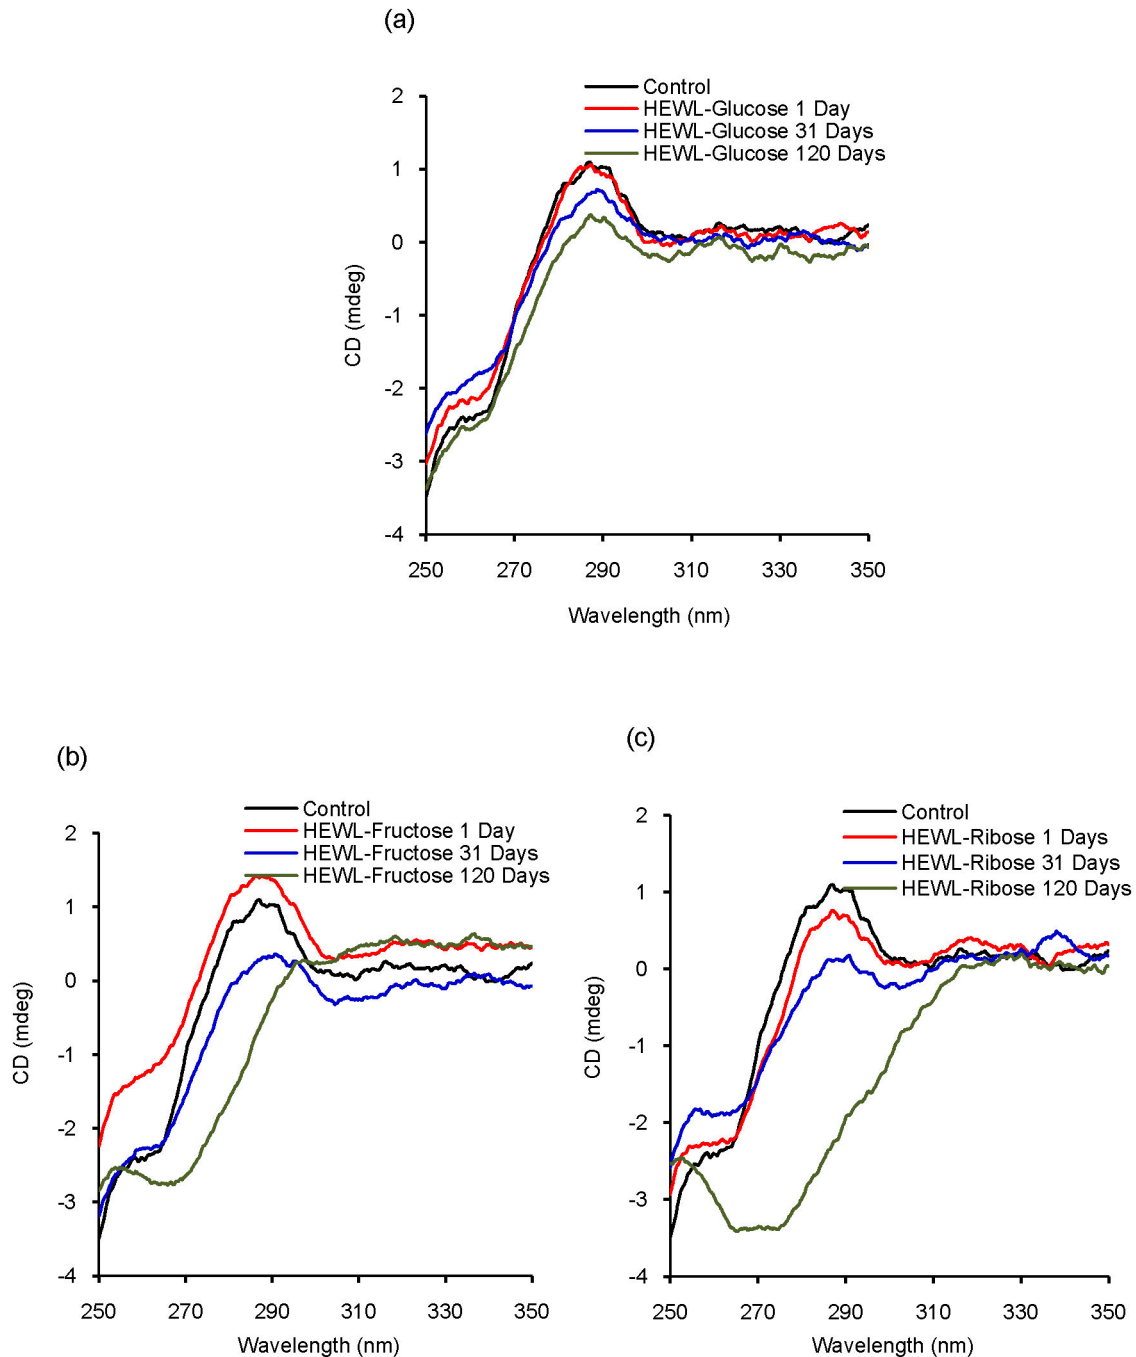 (a)
Control
HEWL-Glucose 1 Day
HEWL-Glucose 31 Days
HEWL-Glucose 120 Days
2
1
0
-1
-2
-3
-4
CD (mdeg)
250 270 290 310 330 350
Wavelength (nm)
(b)
Control
HEWL-Fructose 1 Day
HEWL-Fructose 31 Days
HEWL-Fructose 120 Days
2
1
0
-1
-2
-3
-4
CD (mdeg)
250 270 290 310 330 350
Wavelength (nm)
(c)
Control
HEWL-Ribose 1 Days
HEWL-Ribose 31 Days
HEWL-Ribose 120 Days
2
1
0
-1
-2
-3
-4
CD (mdeg)
250 270 290 310 330 350
Wavelength (nm)